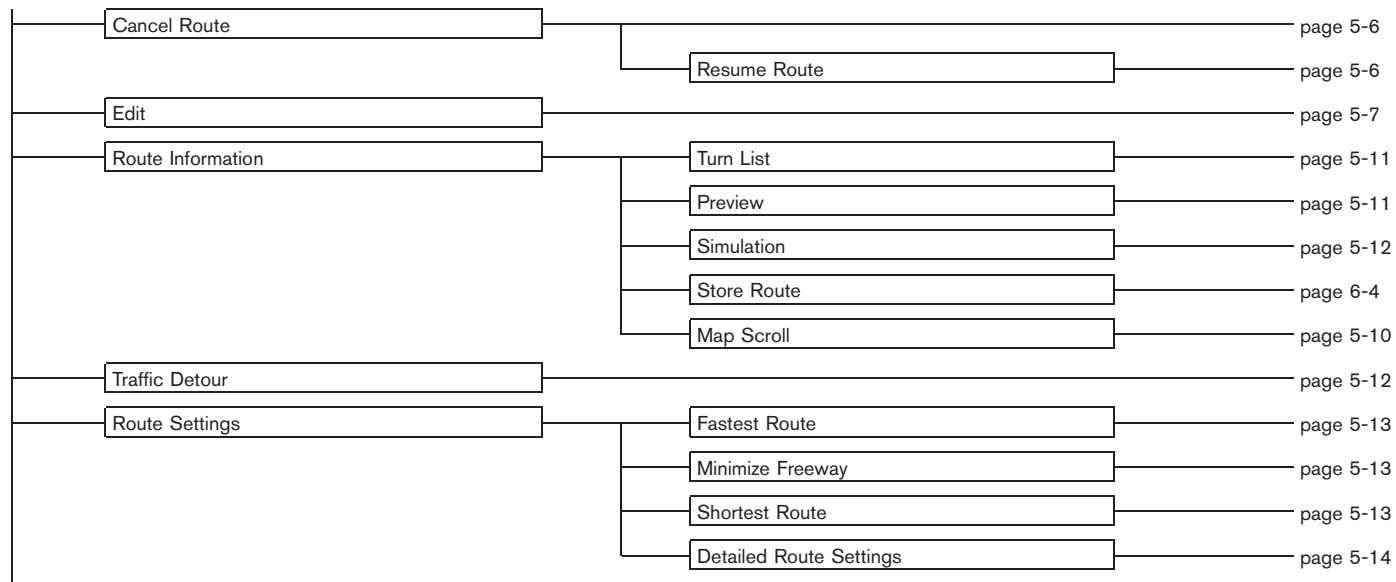 Cancel Route page 5-6
Resume Route page 5-6
Edit page 5-7
Route Information Turn List page 5-11
Preview page 5-11
Simulation page 5-12
Store Route page 6-4
Map Scroll page 5-10
Traffic Detour page 5-12
Route Settings Fastest Route page 5-13
Minimize Freeway page 5-13
Shortest Route page 5-13
Detailed Route Settings page 5-14